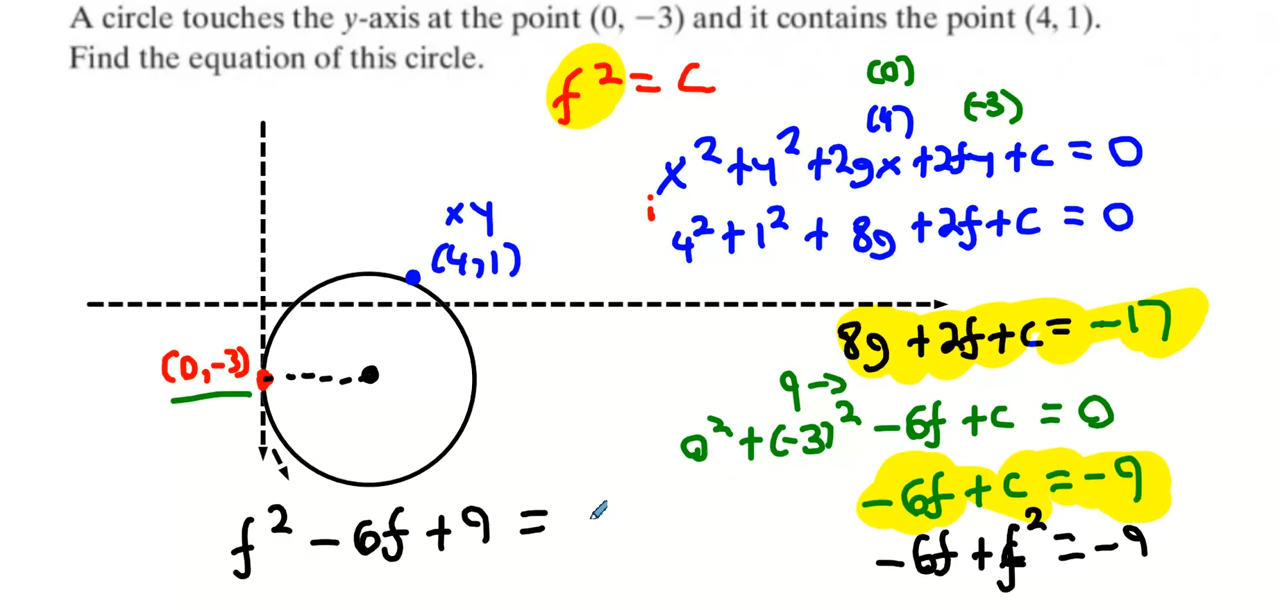 A circle touches the y-axis at the point (0, −3) and it contains the point (4, 1).
Find the equation of this circle.
f² = c
(0)
(4) (-3)
x² + y² + 2gx + 2fy + c = 0
i
4² + 1² + 8g + 2f + c = 0
x y
(4,1)
8g + 2f + c = -17
(0,-3)
9 →
0² + (-3)² - 6f + c = 0
-6f + c = -9
-6f + f² = -9
f² - 6f + 9 =